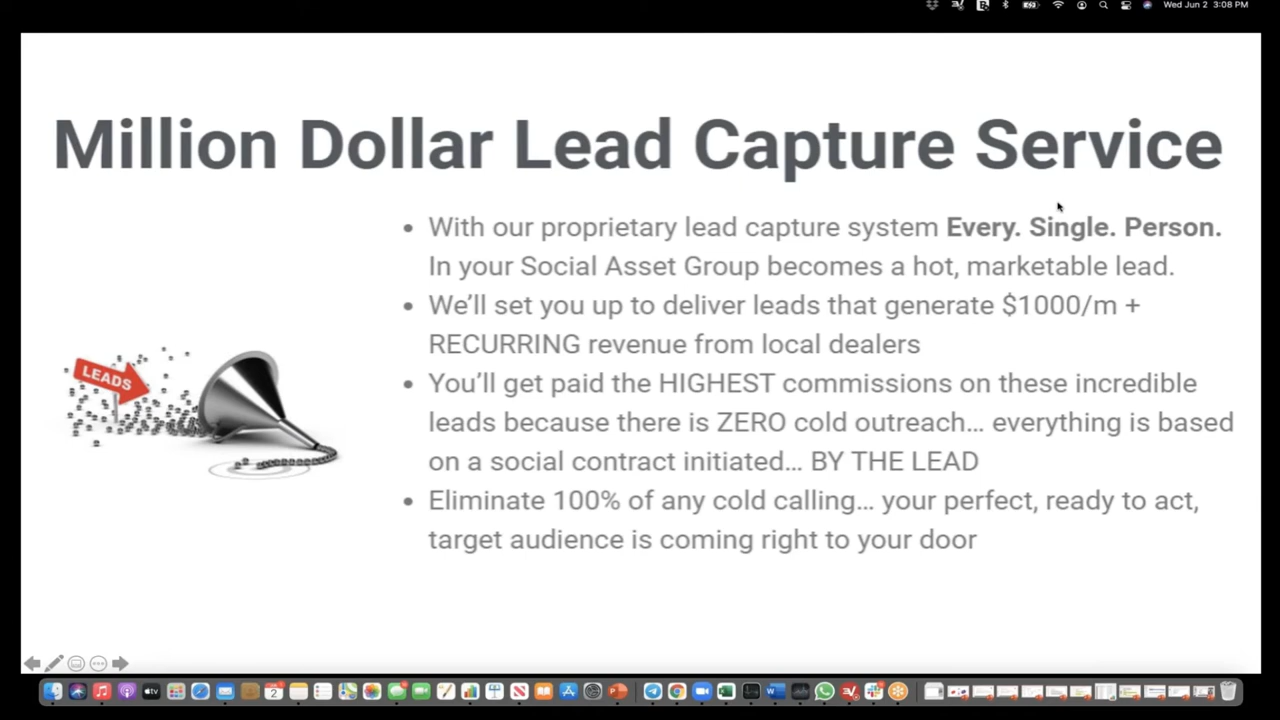 Wed Jun 2 3:08 PM
Million Dollar Lead Capture Service
With our proprietary lead capture system Every. Single. Person.
In your Social Asset Group becomes a hot, marketable lead.
We’ll set you up to deliver leads that generate $1000/m +
RECURRING revenue from local dealers
You’ll get paid the HIGHEST commissions on these incredible
leads because there is ZERO cold outreach… everything is based
on a social contract initiated… BY THE LEAD
Eliminate 100% of any cold calling… your perfect, ready to act,
target audience is coming right to your door
LEADS
2